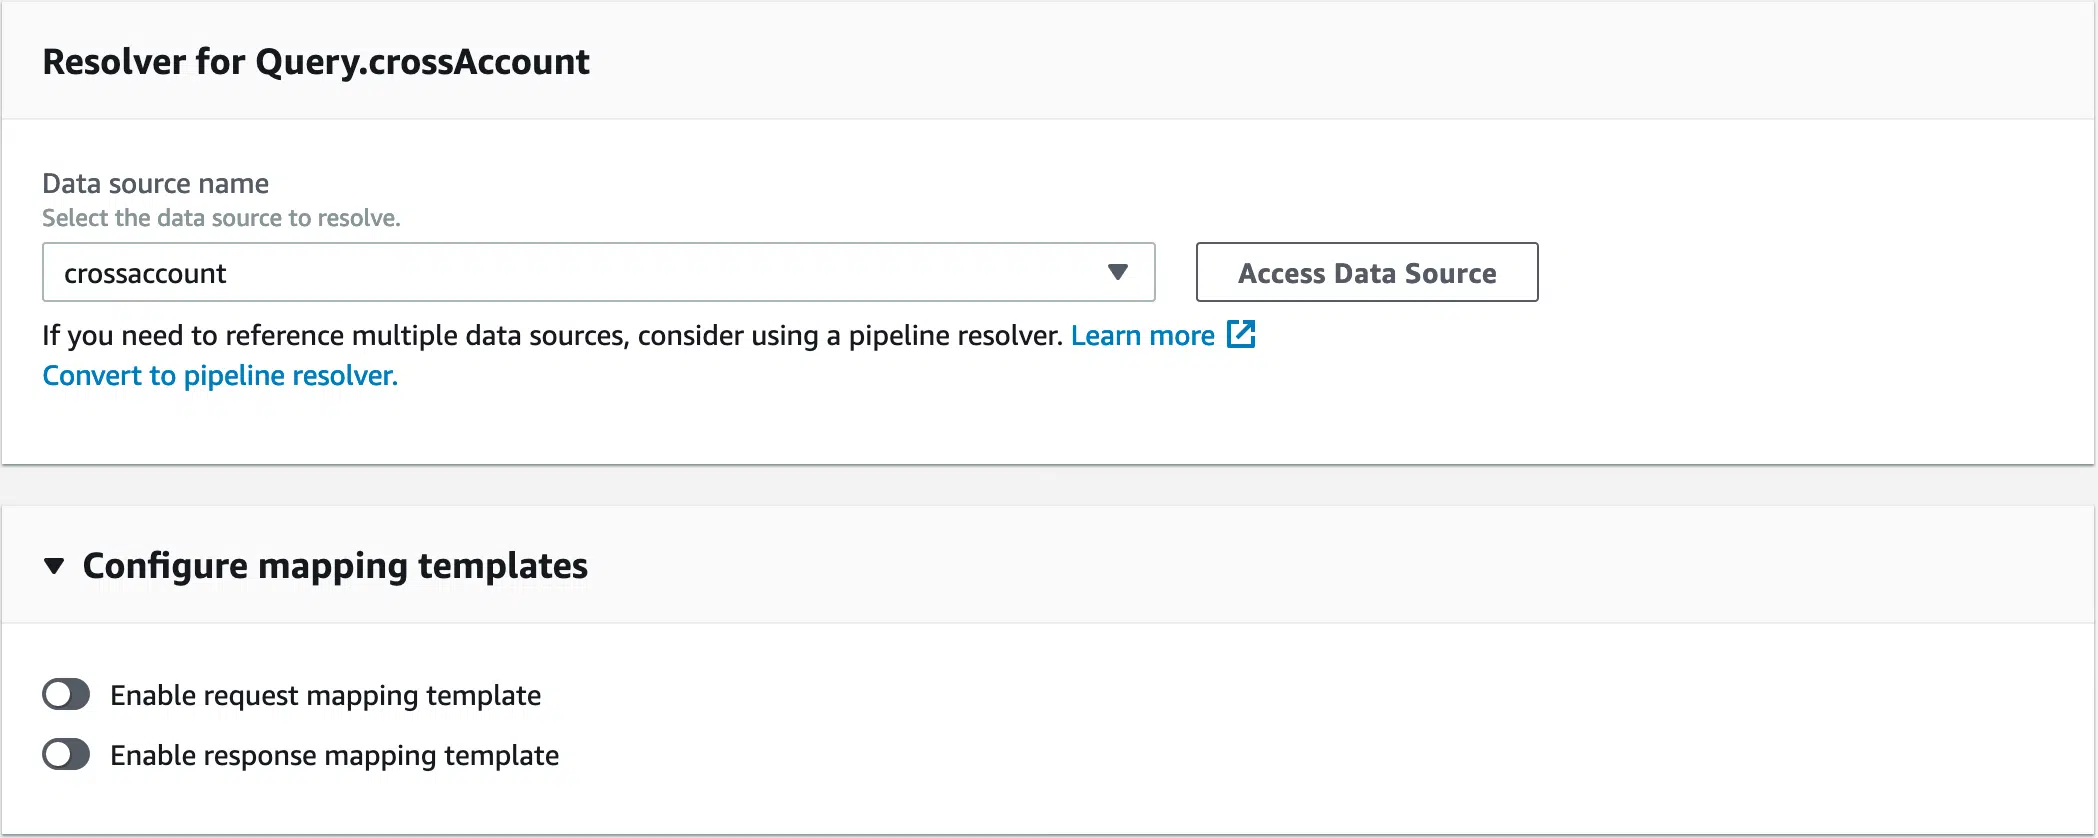 Resolver for Query.crossAccount
Data source name
Select the data source to resolve.
crossaccount
Access Data Source
If you need to reference multiple data sources, consider using a pipeline resolver. Learn more
Convert to pipeline resolver.
Configure mapping templates
Enable request mapping template
Enable response mapping template